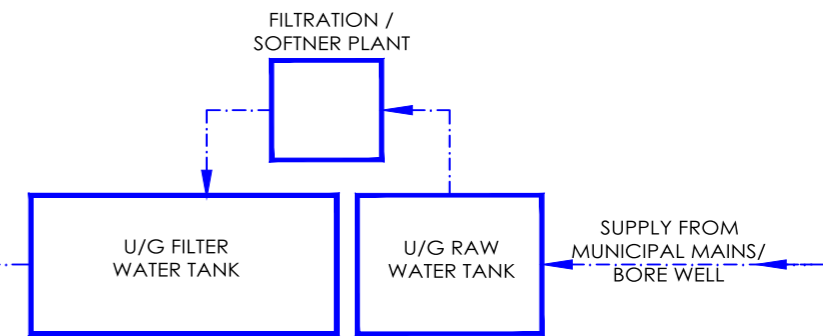 FILTRATION /
SOFTNER PLANT
U/G FILTER
WATER TANK
U/G RAW
WATER TANK
SUPPLY FROM
MUNICIPAL MAINS/
BORE WELL